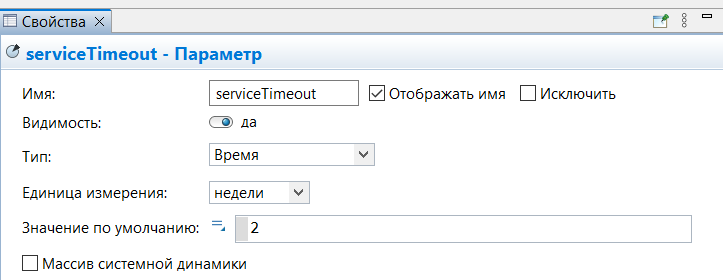 Свойства
serviceTimeout - Параметр
Имя: serviceTimeout Отображать имя Исключить
Видимость: да
Тип: Время
Единица измерения: недели
Значение по умолчанию: 2
Массив системной динамики